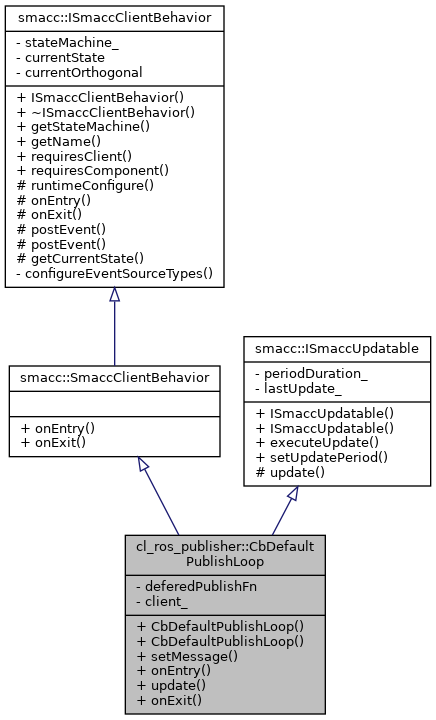 smacc::ISmaccClientBehavior
- stateMachine_
- currentState
- currentOrthogonal
+ ISmaccClientBehavior()
+ ~ISmaccClientBehavior()
+ getStateMachine()
+ getName()
+ requiresClient()
+ requiresComponent()
# runtimeConfigure()
# onEntry()
# onExit()
# postEvent()
# postEvent()
# getCurrentState()
- configureEventSourceTypes()
smacc::ISmaccUpdatable
- periodDuration_
- lastUpdate_
+ ISmaccUpdatable()
+ ISmaccUpdatable()
+ executeUpdate()
+ setUpdatePeriod()
# update()
smacc::SmaccClientBehavior
+ onEntry()
+ onExit()
cl_ros_publisher::CbDefault
PublishLoop
- deferedPublishFn
- client_
+ CbDefaultPublishLoop()
+ CbDefaultPublishLoop()
+ setMessage()
+ onEntry()
+ update()
+ onExit()